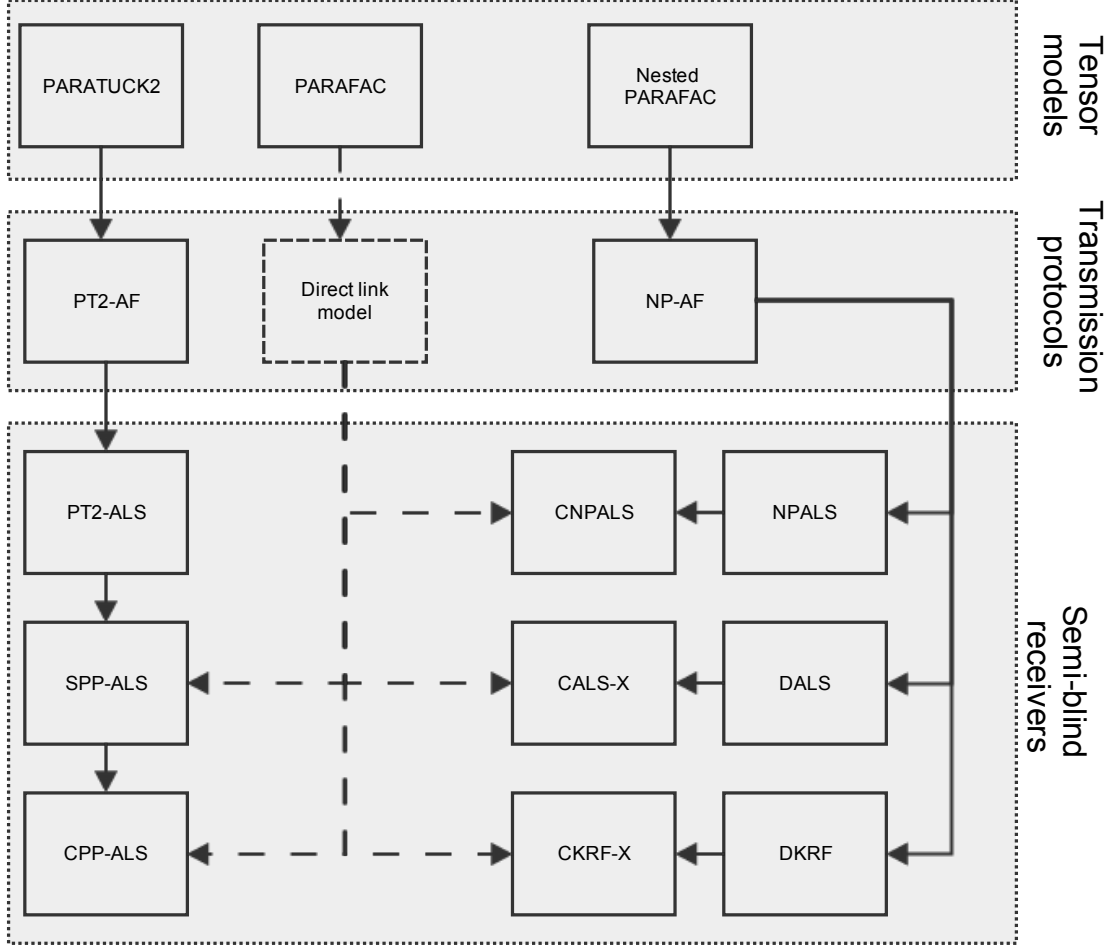 PARATUCK2
PARAFAC
Nested
PARAFAC
Tensor
models
PT2-AF
Direct link
model
NP-AF
Transmission
protocols
PT2-ALS
CNPALS
NPALS
SPP-ALS
CALS-X
DALS
CPP-ALS
CKRF-X
DKRF
Semi-blind
receivers